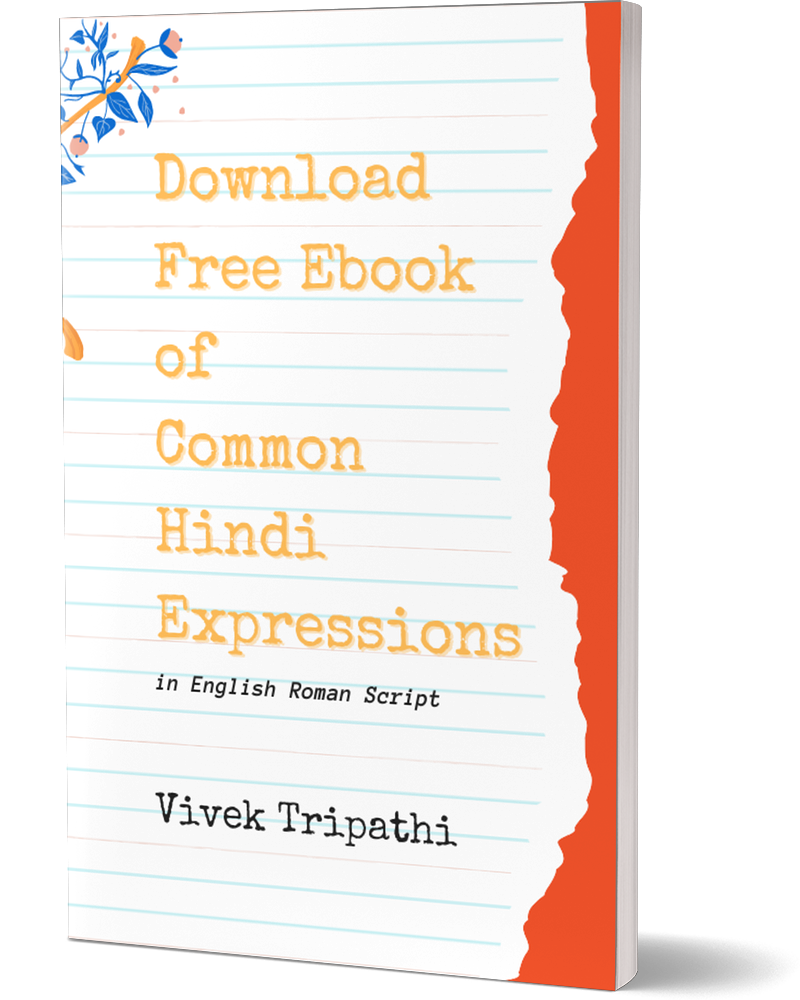 Download
Free Ebook
of
Common
Hindi
Expressions
in English Roman Script
Vivek Tripathi